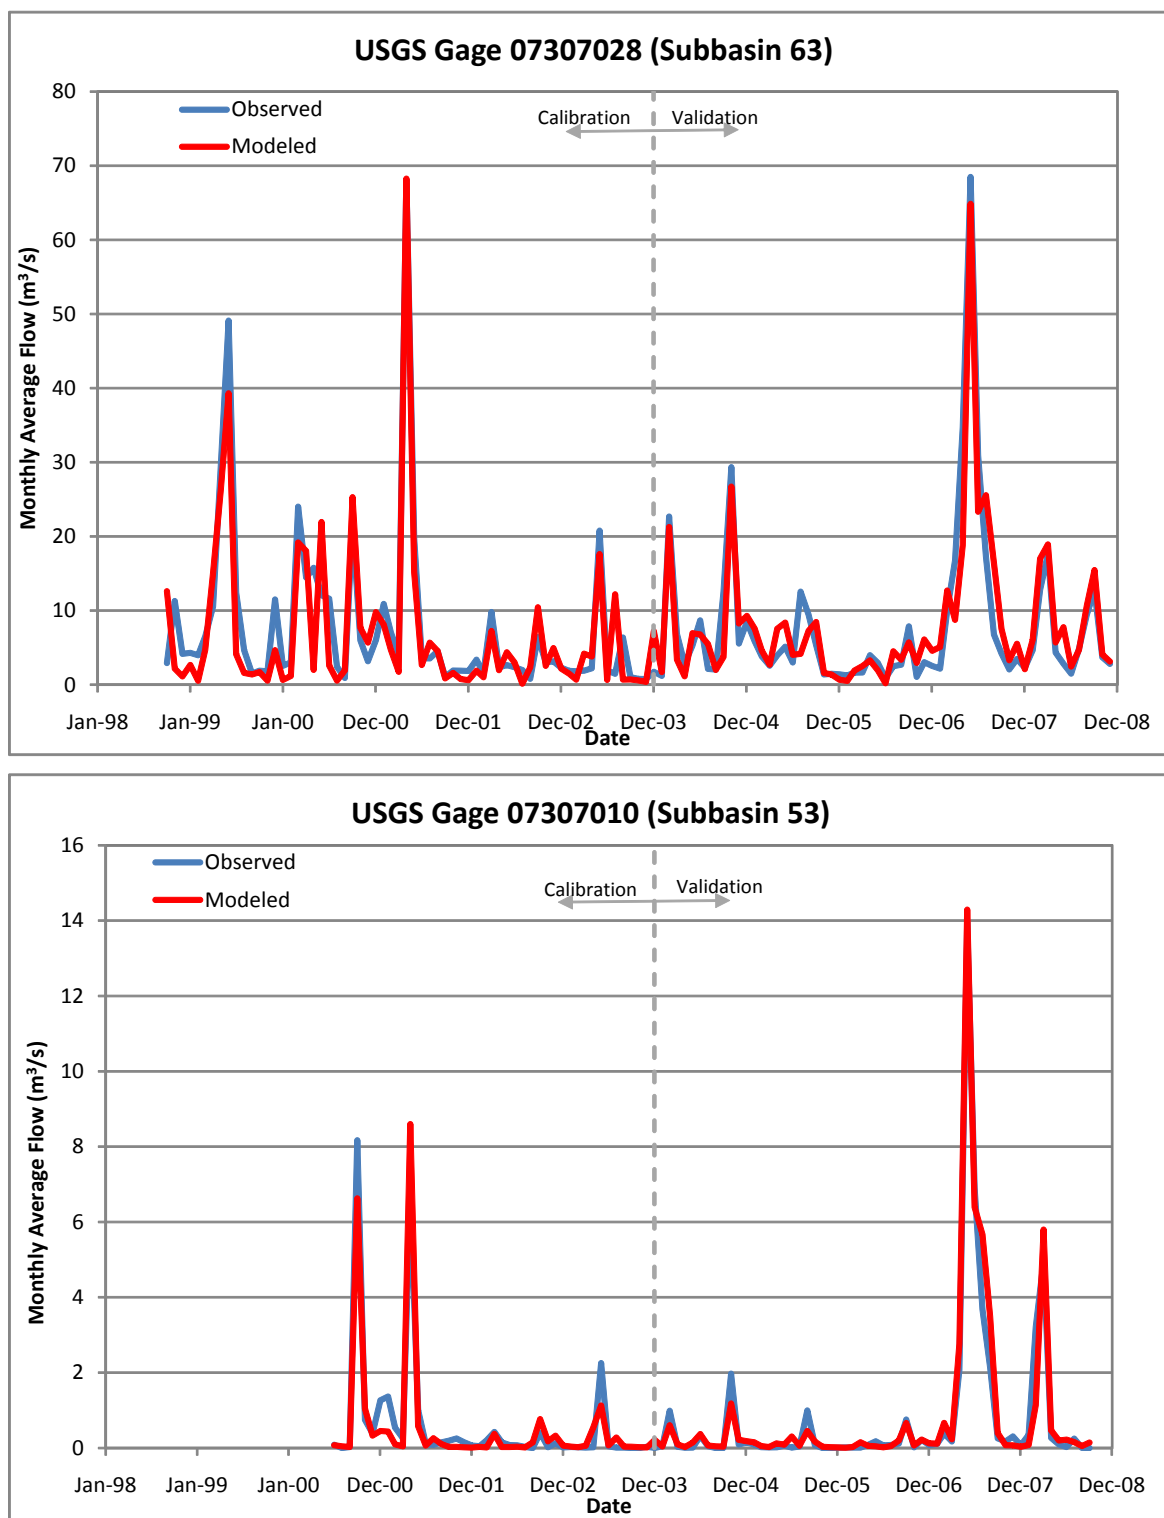 USGS Gage 07307028 (Subbasin 63)
80
70
60
50
40
30
20
10
0
Monthly Average Flow (m³/s)
Observed
Modeled
Calibration
Validation
Jan-98 Jan-99 Jan-00 Dec-00 Dec-01 Dec-02 Dec-03 Dec-04 Dec-05 Dec-06 Dec-07 Dec-08
Date
USGS Gage 07307010 (Subbasin 53)
16
14
12
10
8
6
4
2
0
Monthly Average Flow (m³/s)
Observed
Modeled
Calibration
Validation
Jan-98 Jan-99 Jan-00 Dec-00 Dec-01 Dec-02 Dec-03 Dec-04 Dec-05 Dec-06 Dec-07 Dec-08
Date